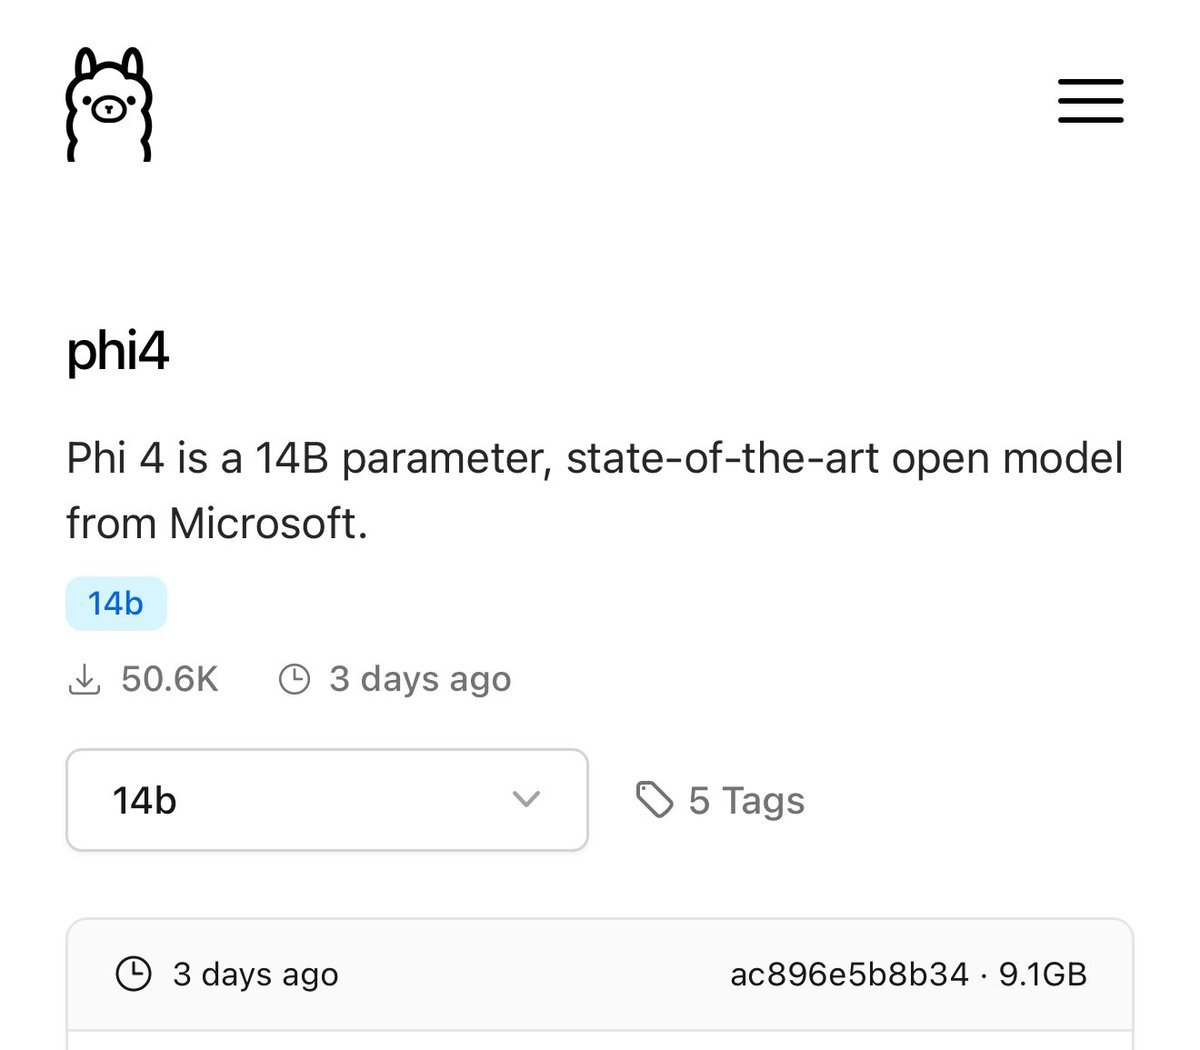 phi4
Phi 4 is a 14B parameter, state-of-the-art open model
from Microsoft.
14b
50.6K 3 days ago
14b 5 Tags
3 days ago ac896e5b8b34 · 9.1GB